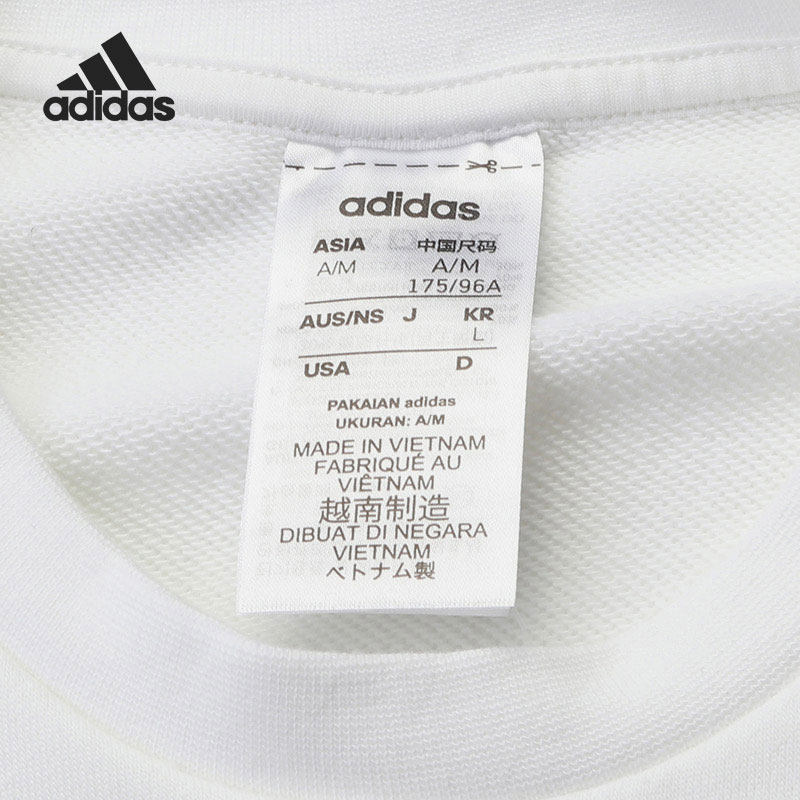 adidas
adidas
ASIA 中国尺码
A/M A/M
175/96A
AUS/NS J KR
L
USA D
PAKAIAN adidas
UKURAN: A/M
MADE IN VIETNAM
FABRIQUÉ AU
VIÊTNAM
越南制造
DIBUAT DI NEGARA
VIETNAM
ベトナム製